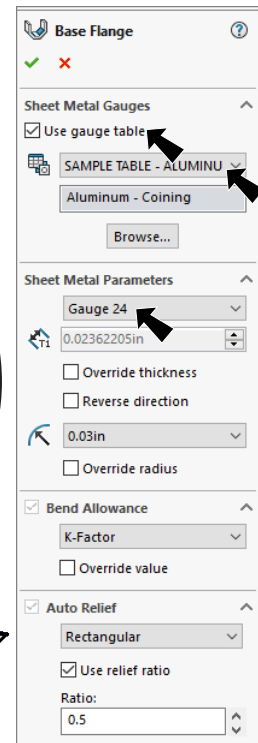 Base Flange
Sheet Metal Gauges
Use gauge table
SAMPLE TABLE - ALUMINU
Aluminum - Coining
Browse...
Sheet Metal Parameters
Gauge 24
T1 0.02362205in
Override thickness
Reverse direction
0.03in
Override radius
Bend Allowance
K-Factor
Override value
Auto Relief
Rectangular
Use relief ratio
Ratio:
0.5